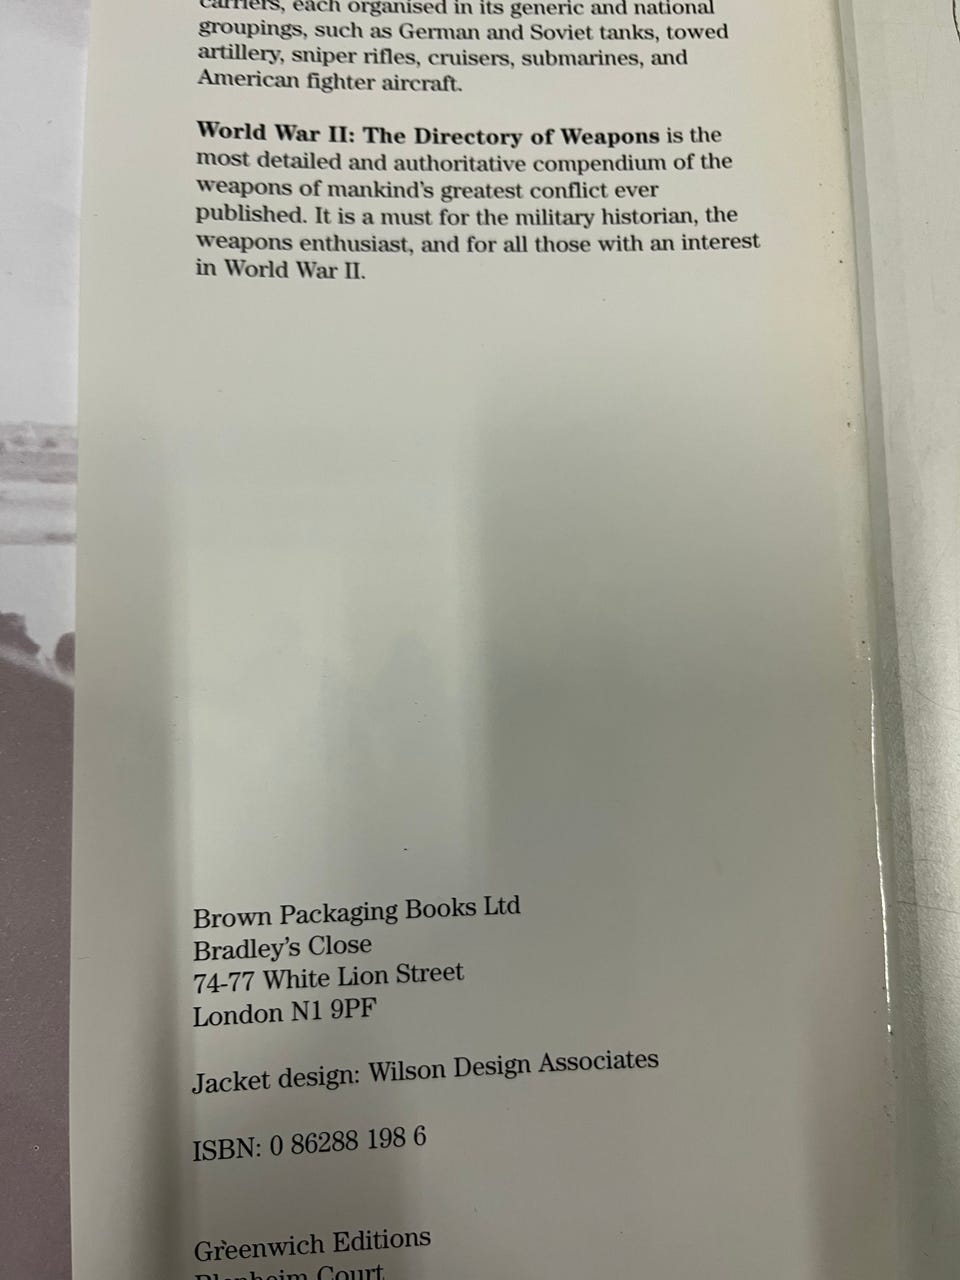 carriers, each organised in its generic and national
groupings, such as German and Soviet tanks, towed
artillery, sniper rifles, cruisers, submarines, and
American fighter aircraft.
World War II: The Directory of Weapons is the
most detailed and authoritative compendium of the
weapons of mankind's greatest conflict ever
published. It is a must for the military historian, the
weapons enthusiast, and for all those with an interest
in World War II.
Brown Packaging Books Ltd
Bradley's Close
74-77 White Lion Street
London N1 9PF
Jacket design: Wilson Design Associates
ISBN: 0 86288 198 6
Greenwich Editions
Blenheim Court